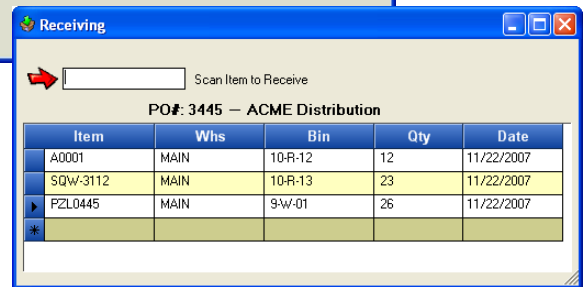 Receiving
Scan Item to Receive
PO#: 3445 — ACME Distribution
Item Whs Bin Qty Date
A0001 MAIN 10-R-12 12 11/22/2007
SQW-3112 MAIN 10-R-13 23 11/22/2007
PZL0445 MAIN 9-W-01 26 11/22/2007